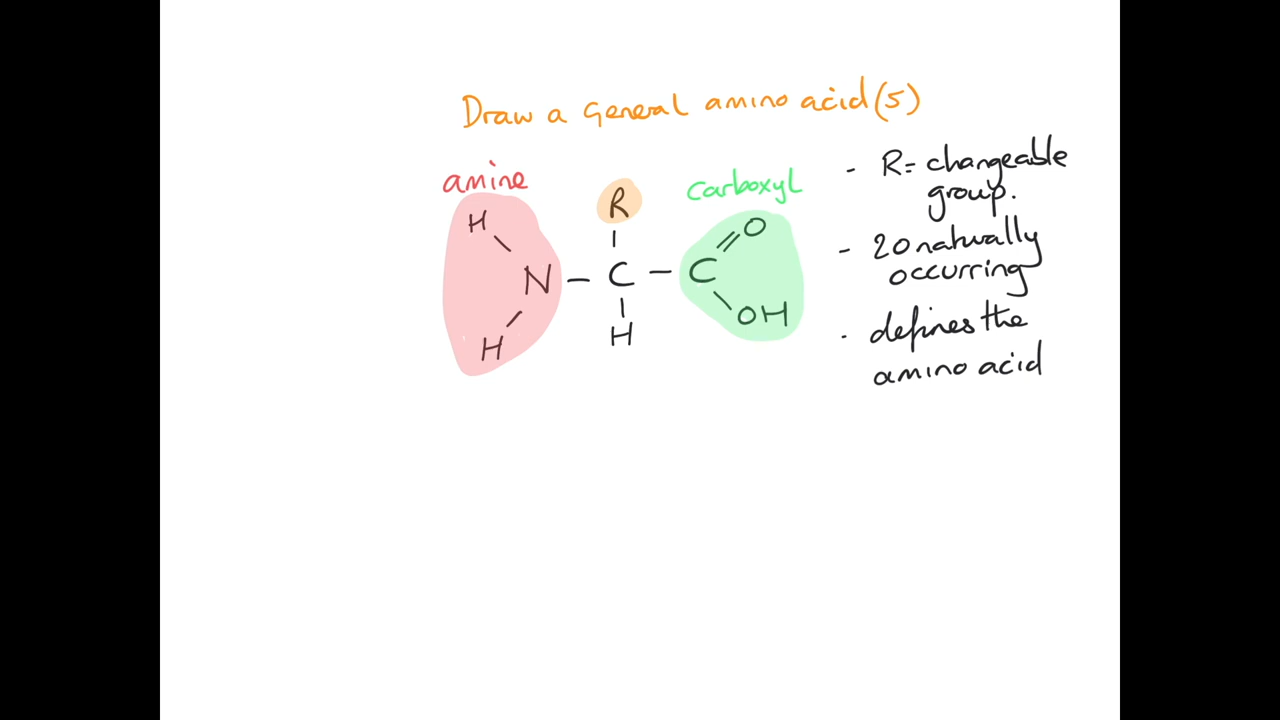 Draw a general amino acid (5)
amine
carboxyl
H
R
O
N - C - C
H
H
OH
- R = changeable
group.
- 20 naturally
occurring
- defines the
amino acid